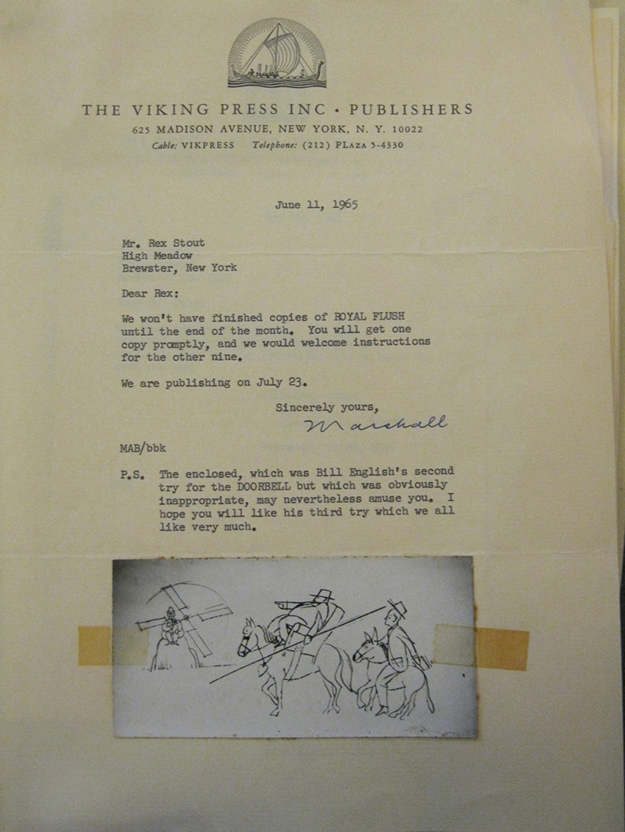 THE VIKING PRESS INC • PUBLISHERS
625 MADISON AVENUE, NEW YORK, N. Y. 10022
Cable: VIKPRESS Telephone: (212) PLAZA 5-4330
June 11, 1965
Mr. Rex Stout
High Meadow
Brewster, New York
Dear Rex:
We won't have finished copies of ROYAL FLUSH
until the end of the month. You will get one
copy promptly, and we would welcome instructions
for the other nine.
We are publishing on July 23.
Sincerely yours,
Marshall
MAB/bbk
P.S. The enclosed, which was Bill English's second
try for the DOORBELL but which was obviously
inappropriate, may nevertheless amuse you. I
hope you will like his third try which we all
like very much.